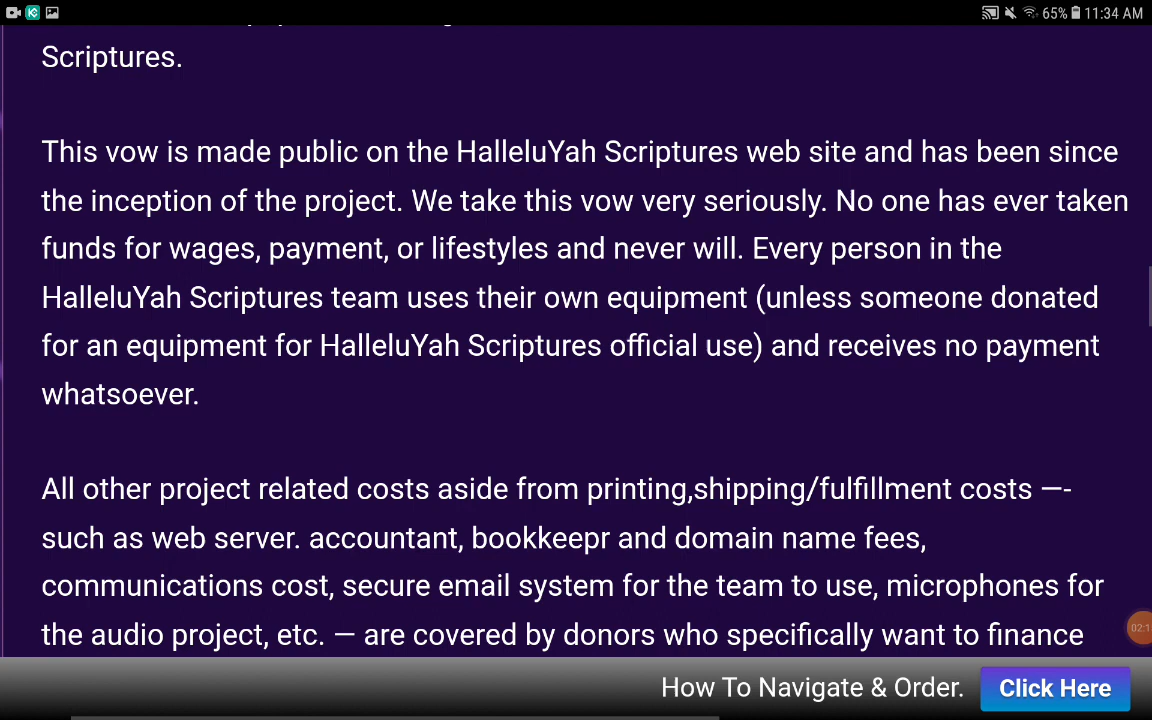 65% 11:34 AM
Scriptures.
This vow is made public on the HalleluYah Scriptures web site and has been since
the inception of the project. We take this vow very seriously. No one has ever taken
funds for wages, payment, or lifestyles and never will. Every person in the
HalleluYah Scriptures team uses their own equipment (unless someone donated
for an equipment for HalleluYah Scriptures official use) and receives no payment
whatsoever.
All other project related costs aside from printing,shipping/fulfillment costs —-
such as web server. accountant, bookkeepr and domain name fees,
communications cost, secure email system for the team to use, microphones for
the audio project, etc. — are covered by donors who specifically want to finance
How To Navigate & Order. Click Here